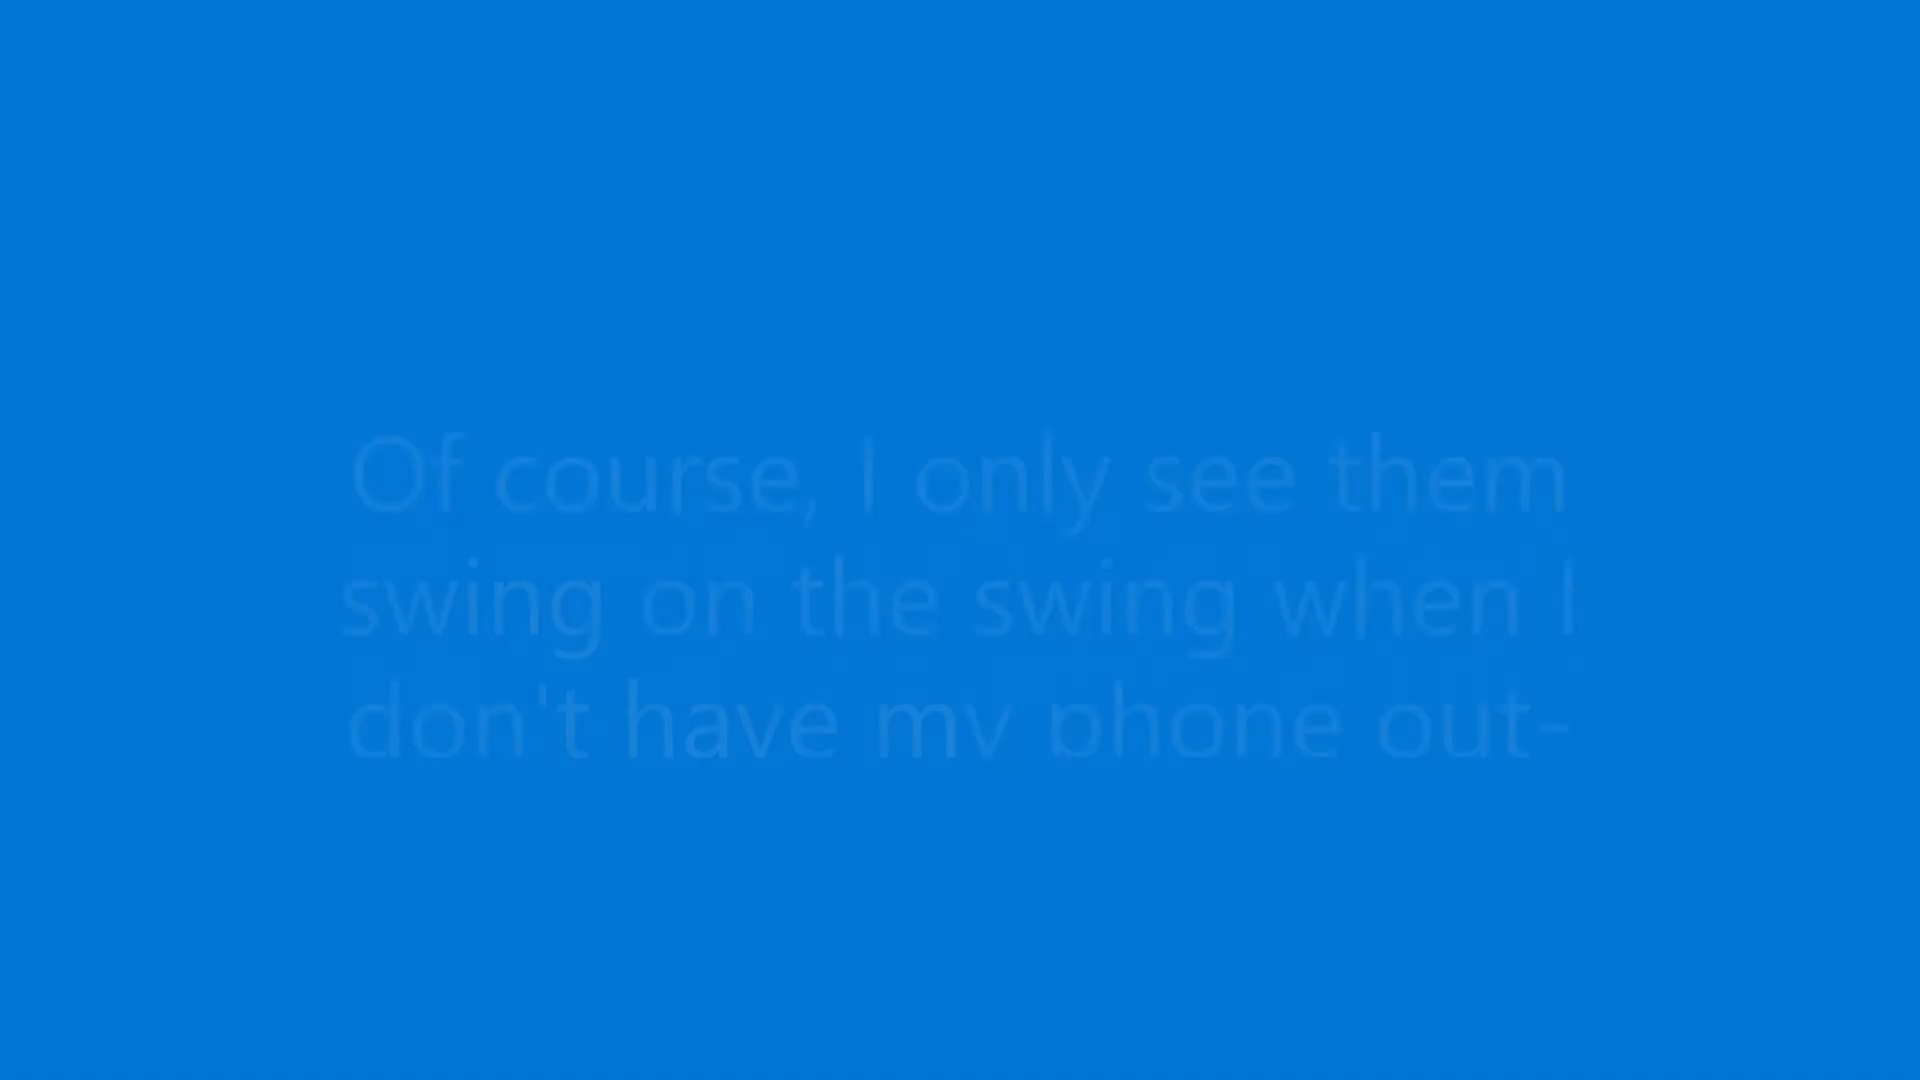 Of course, I only see them
swing on the swing when I
don't have my phone out-